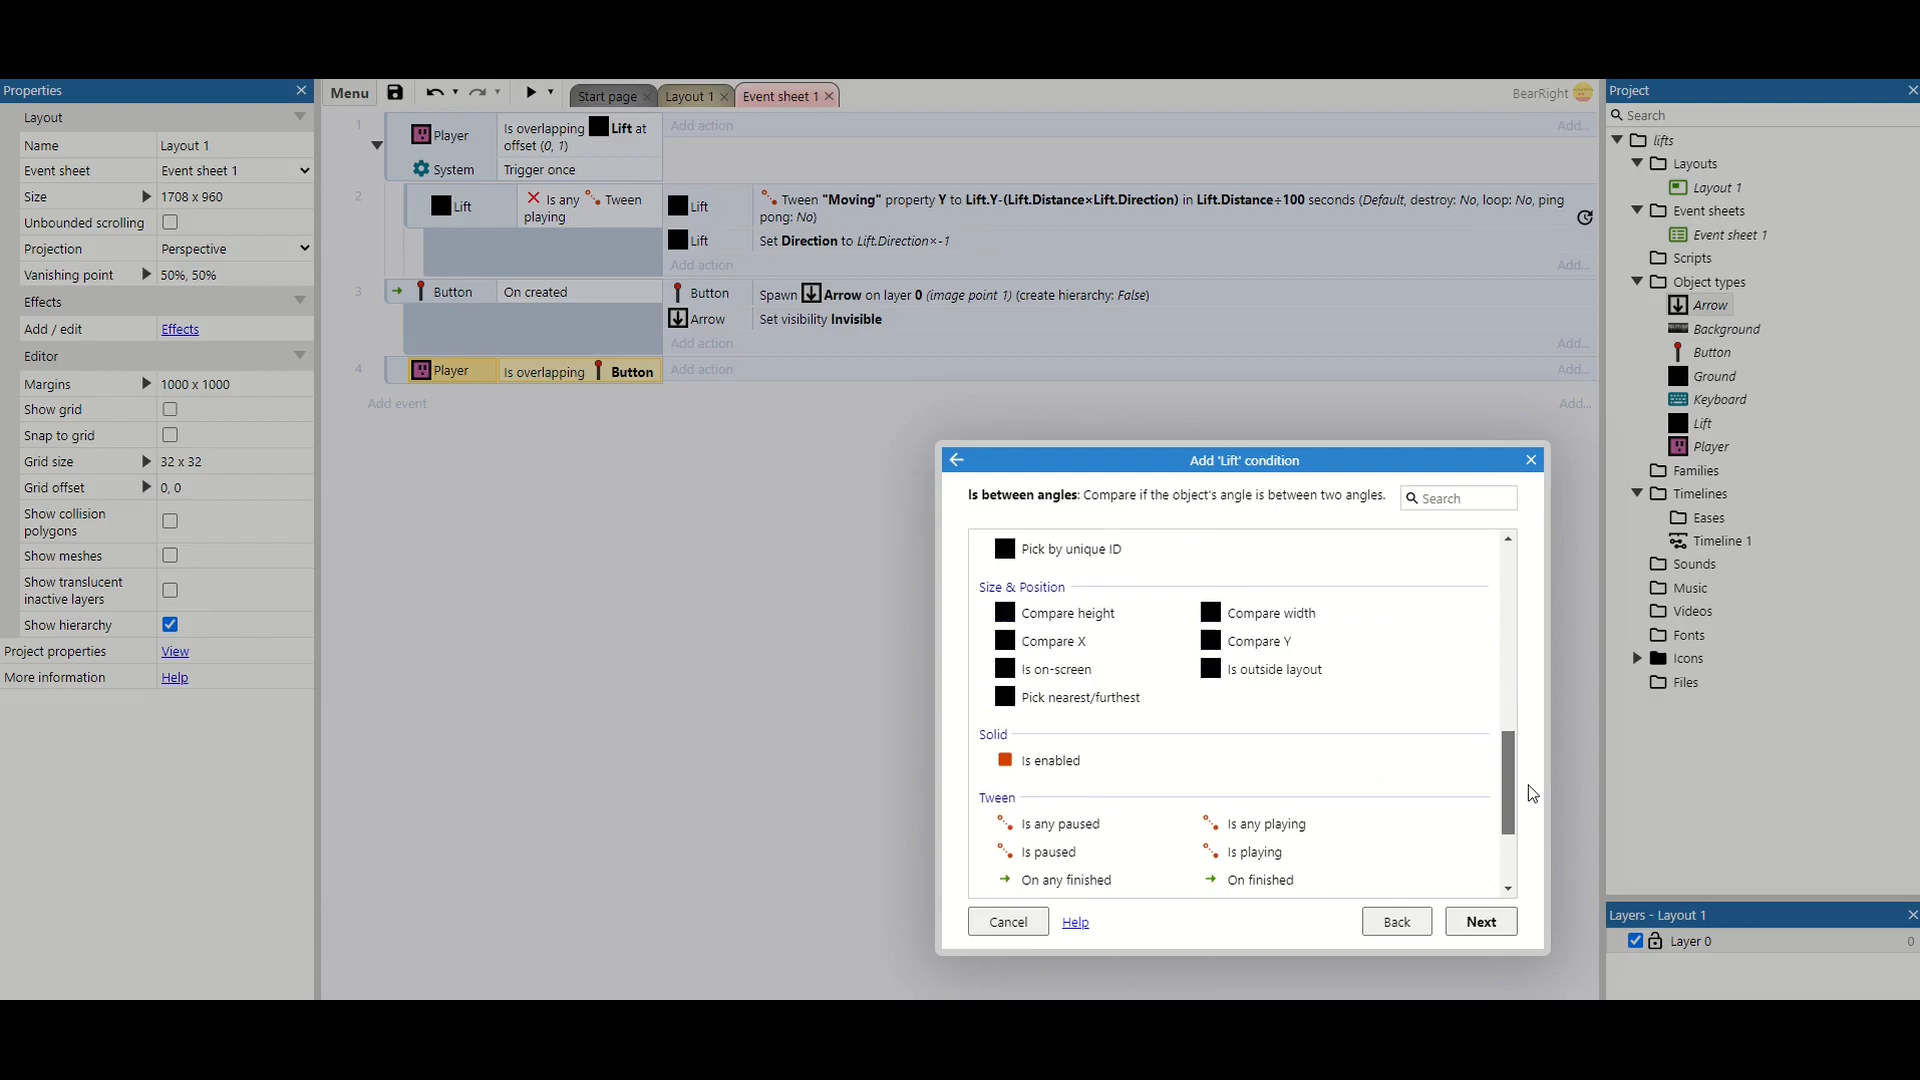 Properties
Layout
Name Layout 1
Event sheet Event sheet 1
Size 1708 x 960
Unbounded scrolling
Projection Perspective
Vanishing point 50%, 50%
Effects
Add / edit Effects
Editor
Margins 1000 x 1000
Show grid
Snap to grid
Grid size 32 x 32
Grid offset 0, 0
Show collision
polygons
Show meshes
Show translucent
inactive layers
Show hierarchy
Project properties View
More information Help
Menu
Start page
Layout 1
Event sheet 1
BearRight
1
Player
Is overlapping Lift at
offset (0, 1)
Add action
Add...
System
Trigger once
2
Lift
Is any Tween
playing
Lift
Tween "Moving" property Y to Lift.Y-(Lift.Distance×Lift.Direction) in Lift.Distance÷100 seconds (Default, destroy: No, loop: No, ping
pong: No)
Lift
Set Direction to Lift.Direction×-1
Add action
Add...
3
Button
On created
Button
Spawn Arrow on layer 0 (image point 1) (create hierarchy: False)
Arrow
Set visibility Invisible
Add action
Add...
4
Player
Is overlapping Button
Add action
Add...
Add event
Add...
Add 'Lift' condition
Is between angles: Compare if the object's angle is between two angles.
Search
Pick by unique ID
Size & Position
Compare height
Compare width
Compare X
Compare Y
Is on-screen
Is outside layout
Pick nearest/furthest
Solid
Is enabled
Tween
Is any paused
Is any playing
Is paused
Is playing
On any finished
On finished
Cancel
Help
Back
Next
Project
Search
lifts
Layouts
Layout 1
Event sheets
Event sheet 1
Scripts
Object types
Arrow
Background
Button
Ground
Keyboard
Lift
Player
Families
Timelines
Eases
Timeline 1
Sounds
Music
Videos
Fonts
Icons
Files
Layers - Layout 1
Layer 0
0